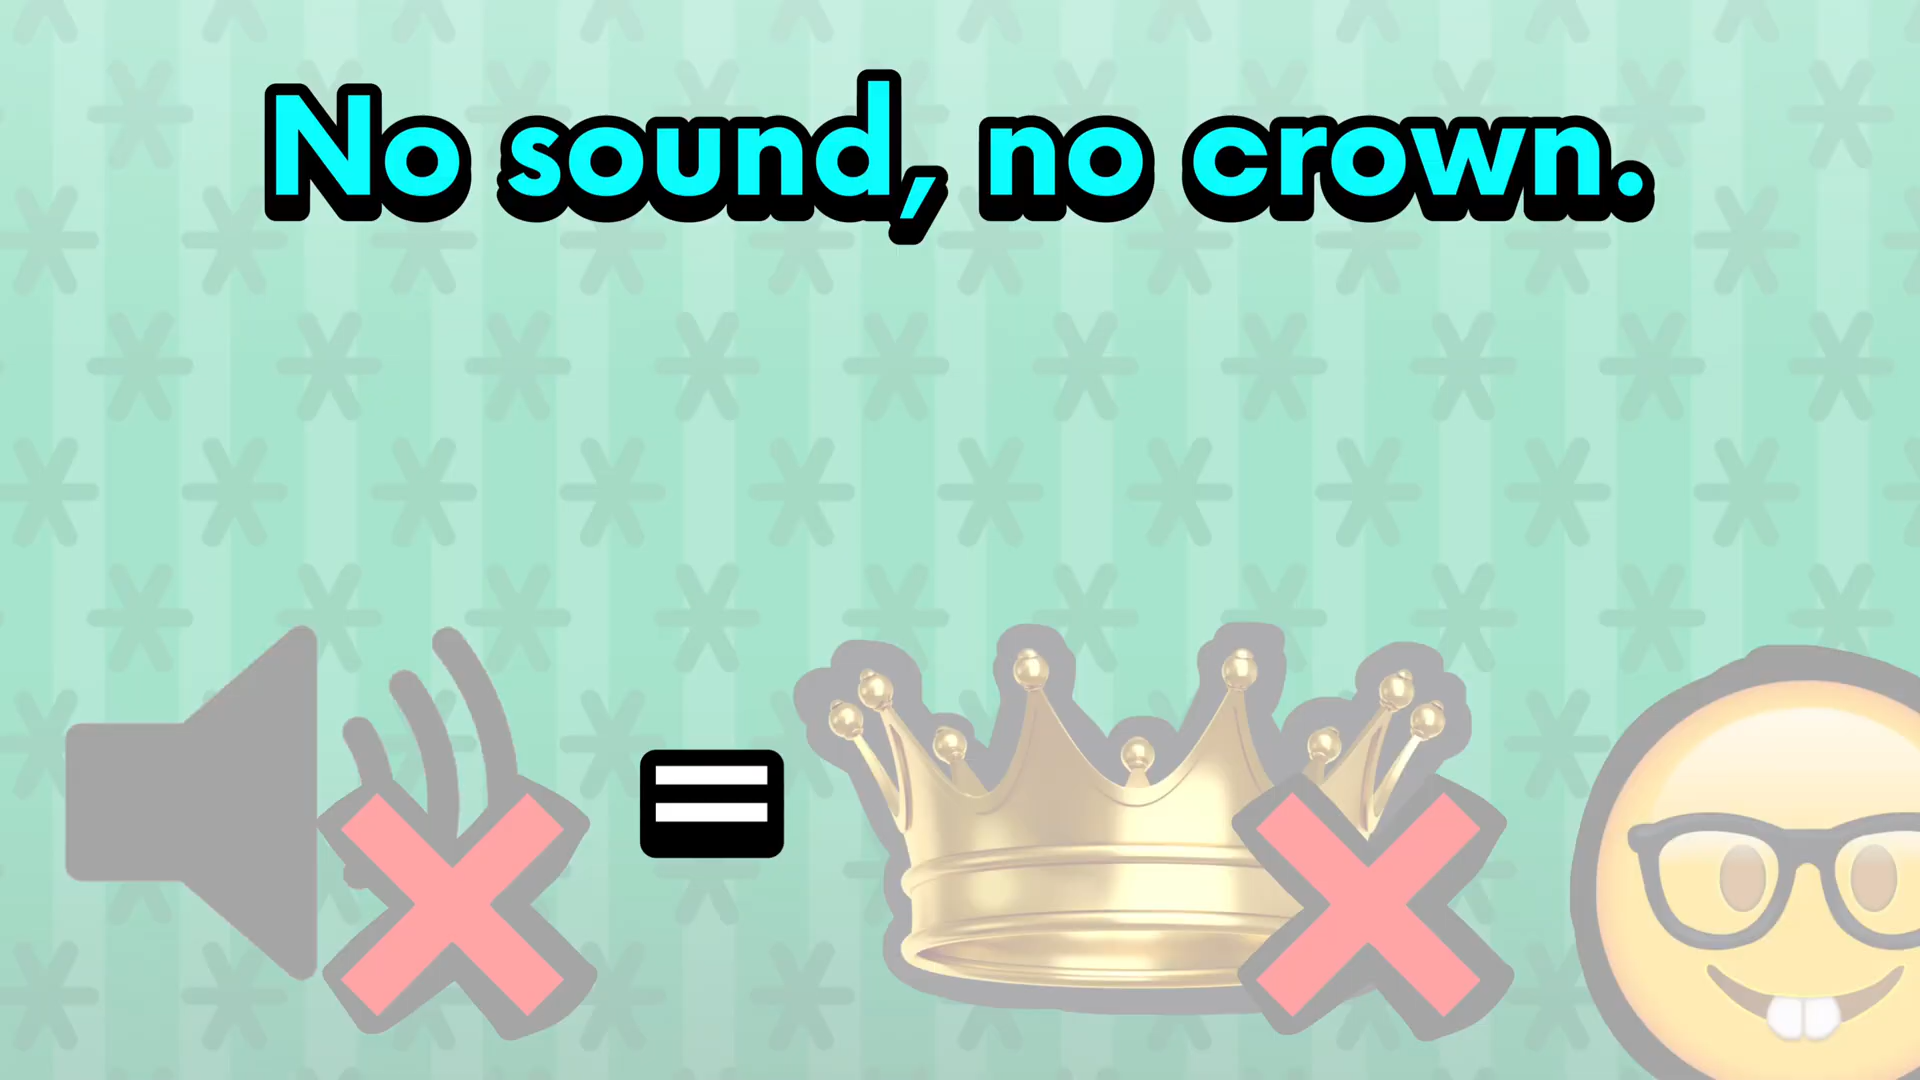 No sound, no crown.
=